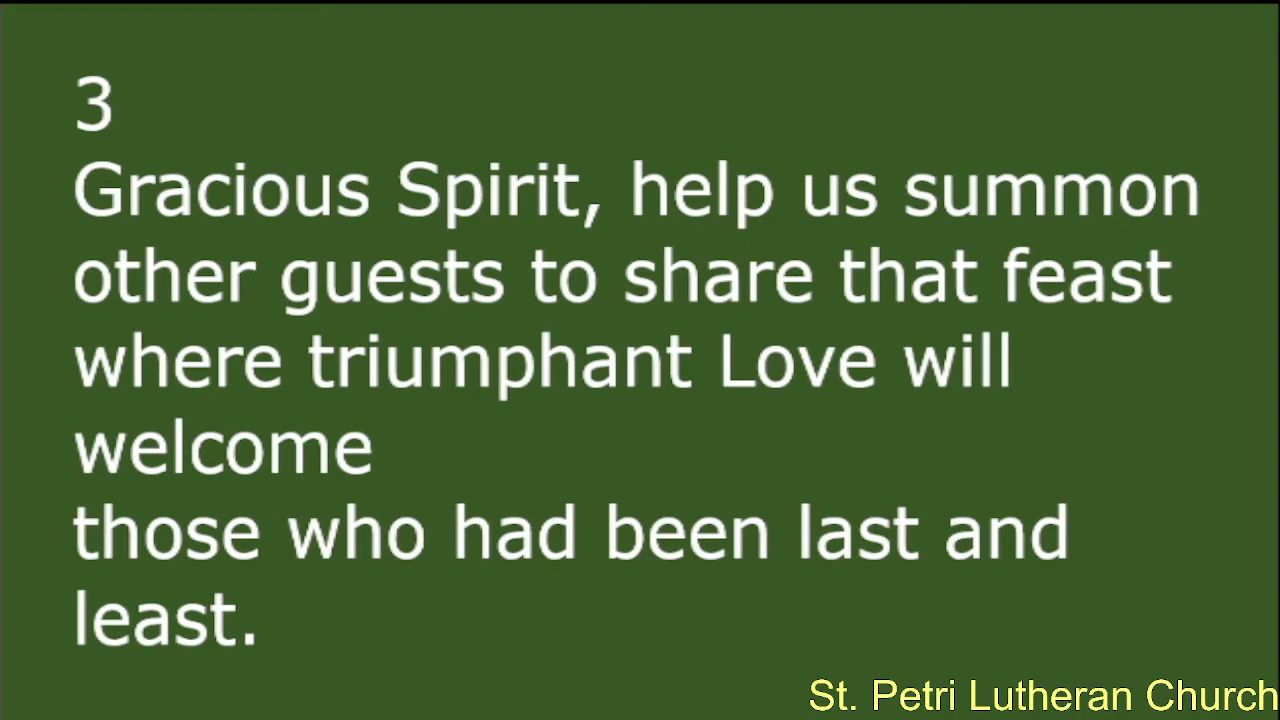 3
Gracious Spirit, help us summon
other guests to share that feast
where triumphant Love will
welcome
those who had been last and
least.
St. Petri Lutheran Church